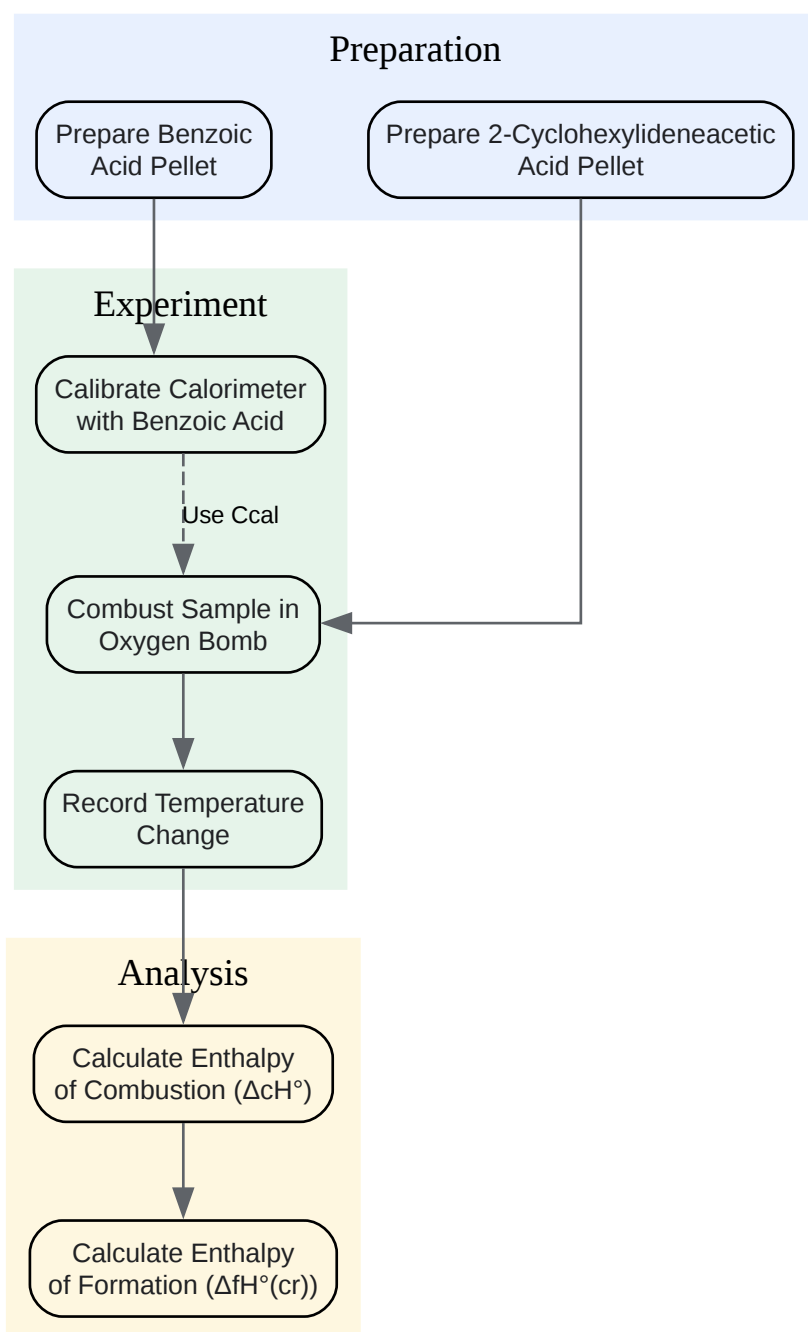 Preparation
Prepare Benzoic
Acid Pellet
Prepare 2-Cyclohexylideneacetic
Acid Pellet
Experiment
Calibrate Calorimeter
with Benzoic Acid
Use Ccal
Combust Sample in
Oxygen Bomb
Record Temperature
Change
Analysis
Calculate Enthalpy
of Combustion (ΔcH°)
Calculate Enthalpy
of Formation (ΔfH°(cr))